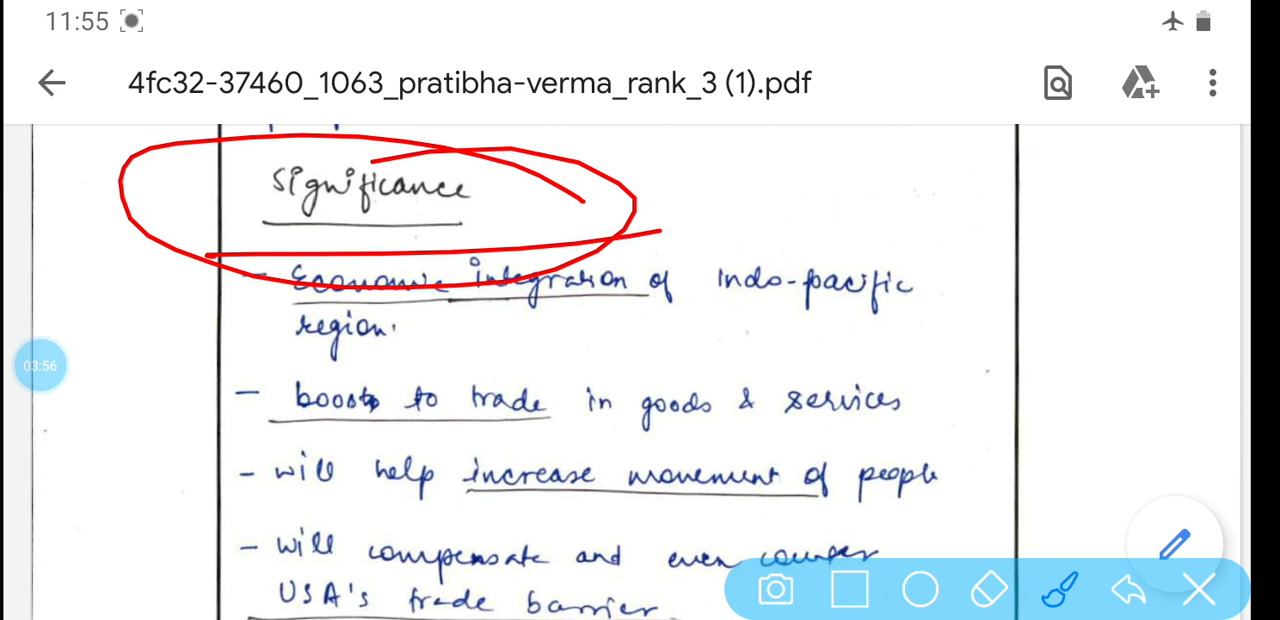 11:55
4fc32-37460_1063_pratibha-verma_rank_3 (1).pdf
Significance
- Economic integration of Indo-pacific
region.
03:56
- boosts to trade in goods & services
- will help increase movement of people
- will compensate and even counter
USA's trade barrier